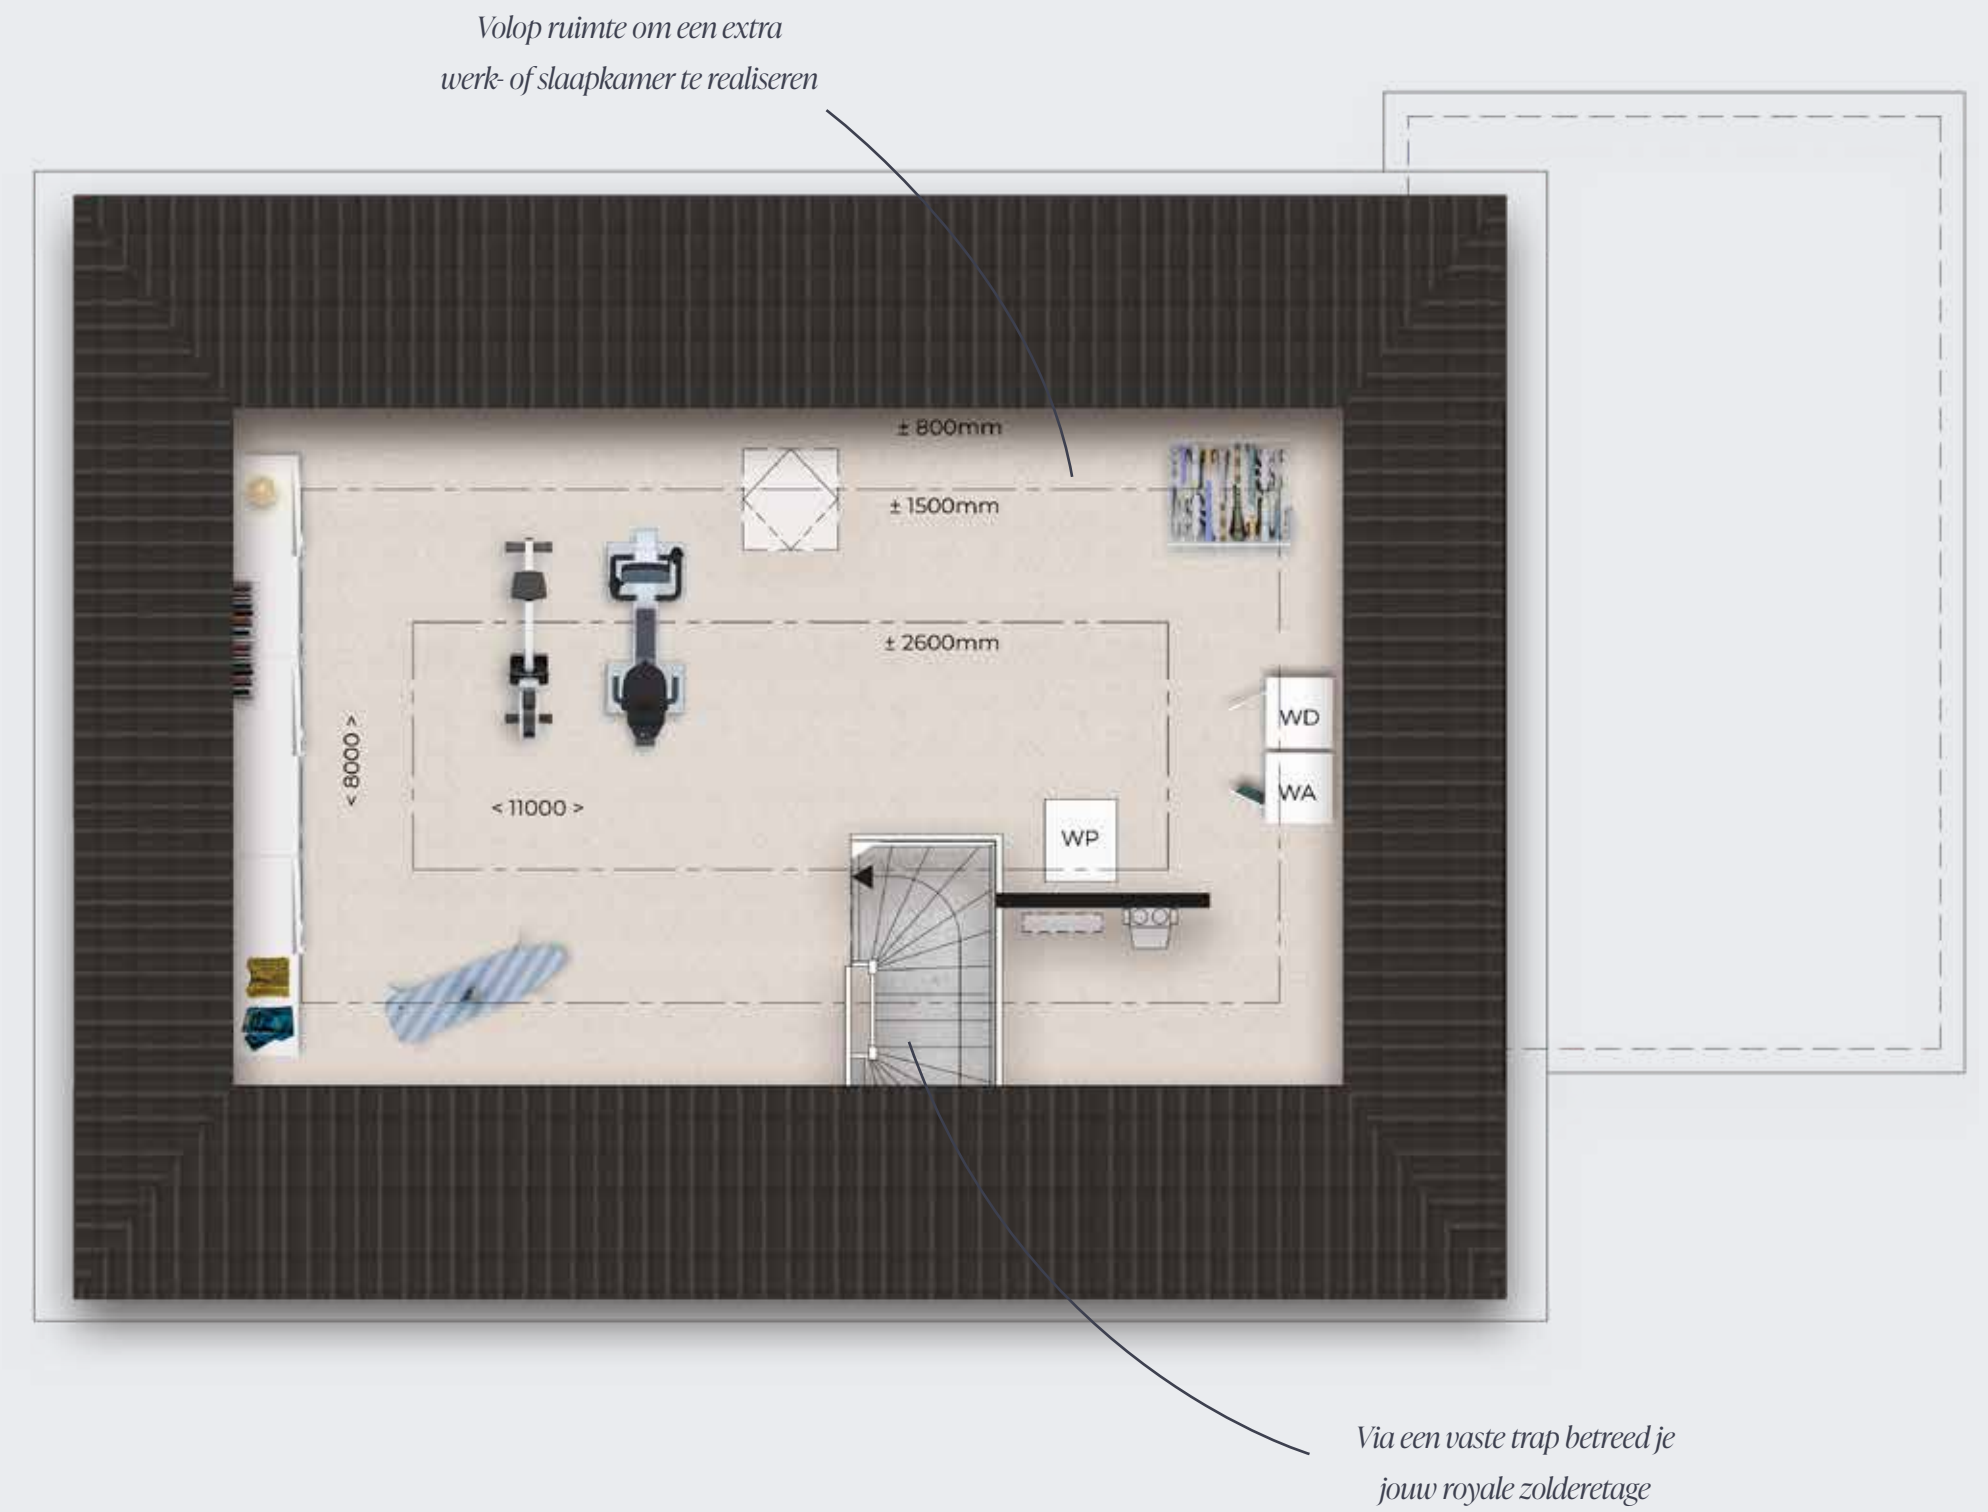 Volop ruimte om een extra
werk- of slaapkamer te realiseren
± 800mm
± 1500mm
± 2600mm
WD
< 8000 >
WA
< 11000 >
WP
Via een vaste trap betreed je
jouw royale zolderetage